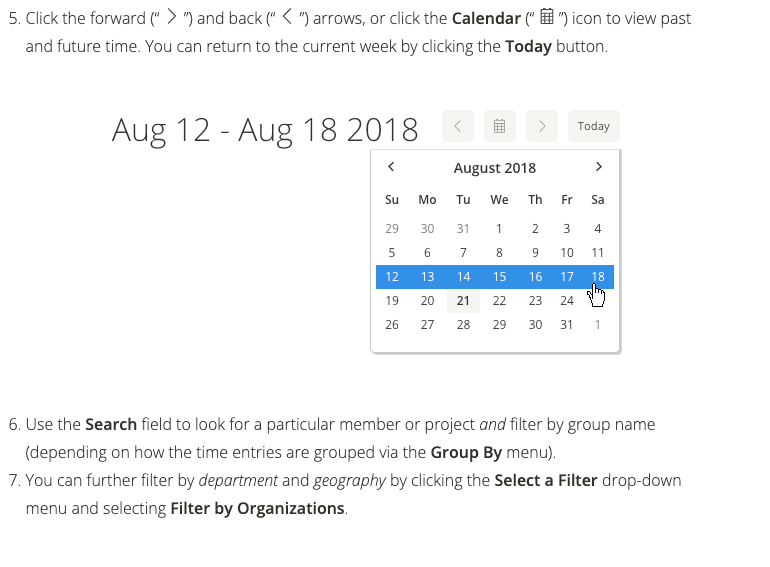 5. Click the forward (“ > ”) and back (“ < ”) arrows, or click the Calendar (“ ”) icon to view past
and future time. You can return to the current week by clicking the Today button.
Aug 12 - Aug 18 2018 < > Today
< August 2018 >
Su Mo Tu We Th Fr Sa
29 30 31 1 2 3 4
5 6 7 8 9 10 11
12 13 14 15 16 17 18
19 20 21 22 23 24
26 27 28 29 30 31 1
6. Use the Search field to look for a particular member or project and filter by group name
(depending on how the time entries are grouped via the Group By menu).
7. You can further filter by department and geography by clicking the Select a Filter drop-down
menu and selecting Filter by Organizations.